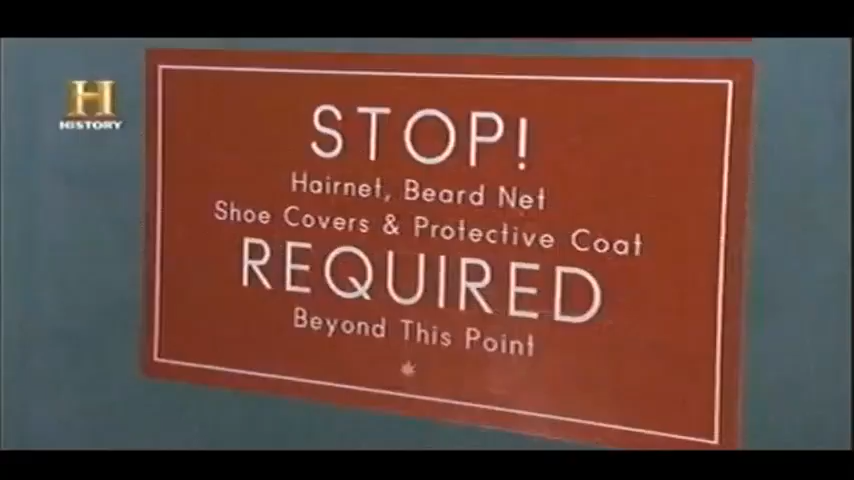 H
HISTORY
STOP!
Hairnet, Beard Net
Shoe Covers & Protective Coat
REQUIRED
Beyond This Point